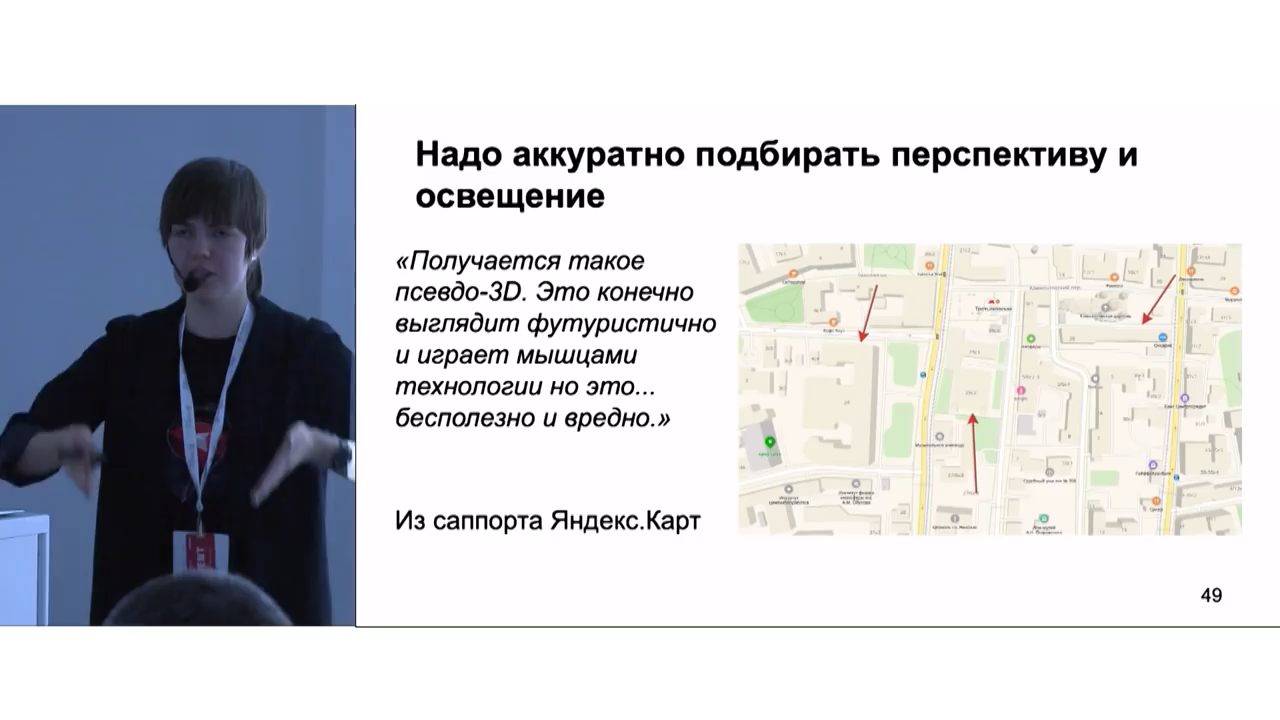 Надо аккуратно подбирать перспективу и
освещение
«Получается такое
псевдо-3D. Это конечно
выглядит футуристично
и играет мышцами
технологии но это...
бесполезно и вредно.»
Из саппорта Яндекс.Карт
49